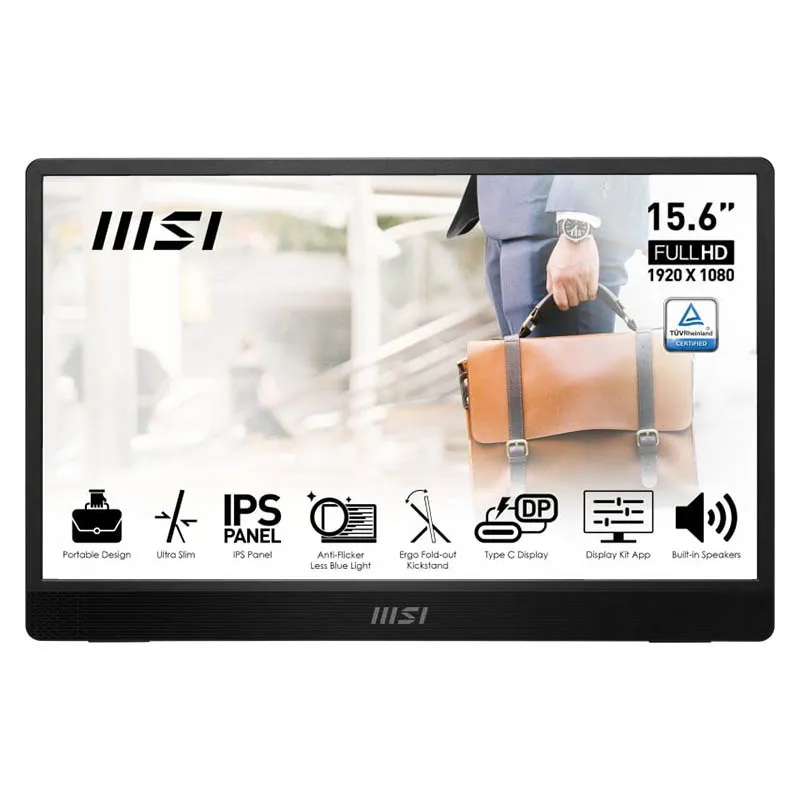 msi
15.6”
FULL HD
1920 X 1080
TÜVRheinland
CERTIFIED
IPS
PANEL
DP
Portable Design
Ultra Slim
IPS Panel
Anti-Flicker
Less Blue Light
Ergo Fold-out
Kickstand
Type C Display
Display Kit App
Built-in Speakers
msi